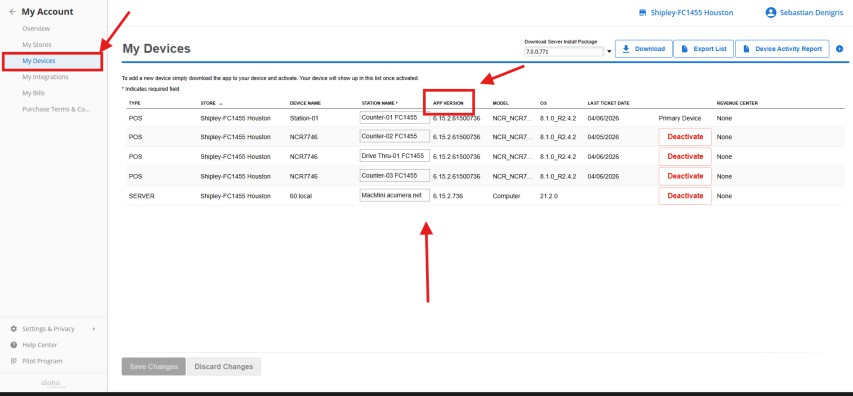 My Account
Overview
My Stores
My Devices
My Integrations
My Bills
Purchase Terms & Co...
Settings & Privacy
Help Center
Pilot Program
aloha
Shipley-FC1455 Houston
Sebastian Denigris
My Devices
Download Server Install Package
7.0.0.771
Download
Export List
Device Activity Report
To add a new device simply download the app to your device and activate. Your device will show up in this list once activated.
* Indicates required field
TYPE STORE DEVICE NAME STATION NAME * APP VERSION MODEL OS LAST TICKET DATE REVENUE CENTER
POS Shipley-FC1455 Houston Station-01 Counter-01 FC1455 6.15.2.61500736 NCR_NCR7... 8.1.0_R2.4.2 04/06/2026 Primary Device None
POS Shipley-FC1455 Houston NCR7746 Counter-02 FC1455 6.15.2.61500736 NCR_NCR7... 8.1.0_R2.4.2 04/05/2026 Deactivate None
POS Shipley-FC1455 Houston NCR7746 Drive Thru-01 FC1455 6.15.2.61500736 NCR_NCR7... 8.1.0_R2.4.2 04/06/2026 Deactivate None
POS Shipley-FC1455 Houston NCR7746 Counter-03 FC1455 6.15.2.61500736 NCR_NCR7... 8.1.0_R2.4.2 04/06/2026 Deactivate None
SERVER Shipley-FC1455 Houston 60.local MacMini.acumera.net 6.15.2.736 Computer 21.2.0 Deactivate None
Save Changes
Discard Changes